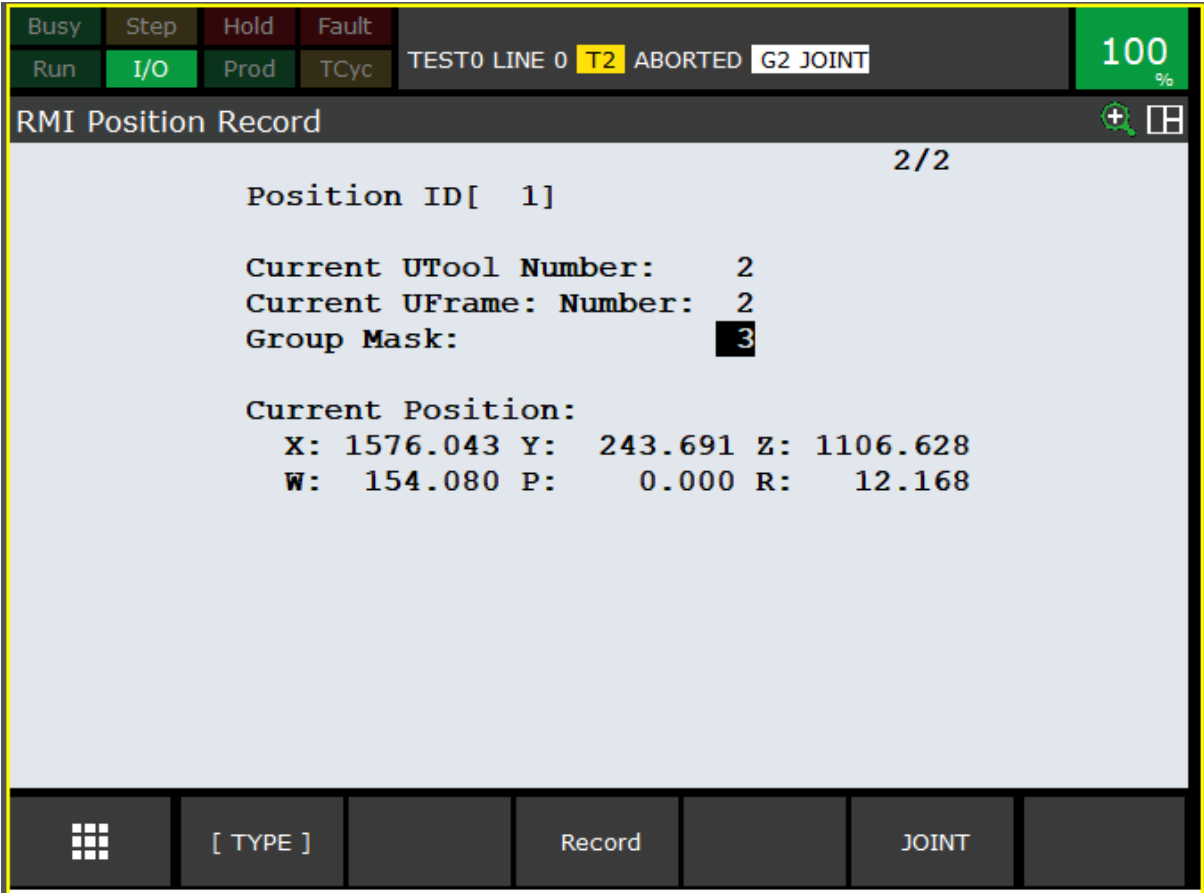 Busy Step Hold Fault
Run I/O Prod TCyc TEST0 LINE 0 T2 ABORTED G2 JOINT 100 %
RMI Position Record
2/2
Position ID[ 1]
Current UTool Number: 2
Current UFrame: Number: 2
Group Mask: 3
Current Position:
X: 1576.043 Y: 243.691 Z: 1106.628
W: 154.080 P: 0.000 R: 12.168
[ TYPE ] Record JOINT